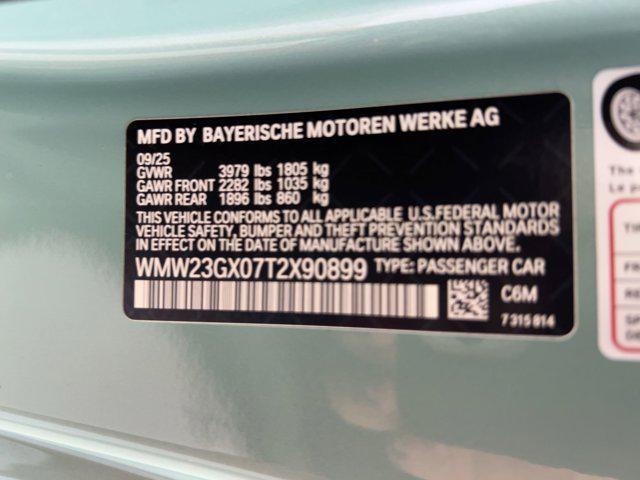 MFD BY BAYERISCHE MOTOREN WERKE AG
09/25
GVWR 3979 lbs 1805 kg
GAWR FRONT 2282 lbs 1035 kg
GAWR REAR 1896 lbs 860 kg
THIS VEHICLE CONFORMS TO ALL APPLICABLE U.S.FEDERAL MOTOR
VEHICLE SAFETY, BUMPER AND THEFT PREVENTION STANDARDS
IN EFFECT ON THE DATE OF MANUFACTURE SHOWN ABOVE.
WMW23GX07T2X90899 TYPE: PASSENGER CAR
C6M
7 315 814
The
Le p